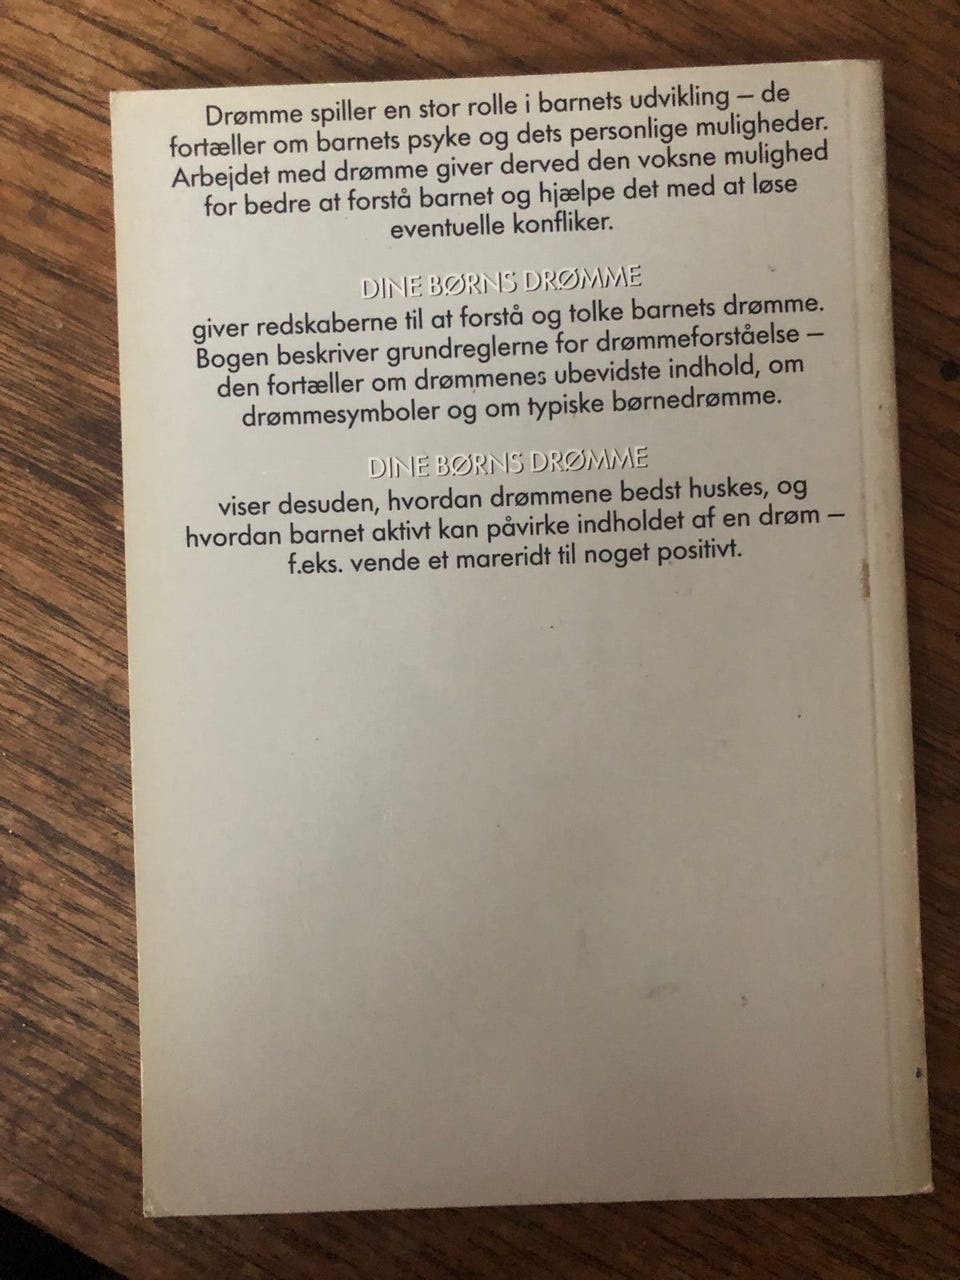 Drømme spiller en stor rolle i barnets udvikling – de
fortæller om barnets psyke og dets personlige muligheder.
Arbejdet med drømme giver derved den voksne mulighed
for bedre at forstå barnet og hjælpe det med at løse
eventuelle konfliker.
DINE BØRNS DRØMME
giver redskaberne til at forstå og tolke barnets drømme.
Bogen beskriver grundreglerne for drømmeforståelse –
den fortæller om drømmenes ubevidste indhold, om
drømmesymboler og om typiske børnedrømme.
DINE BØRNS DRØMME
viser desuden, hvordan drømmene bedst huskes, og
hvordan barnet aktivt kan påvirke indholdet af en drøm –
f.eks. vende et mareridt til noget positivt.